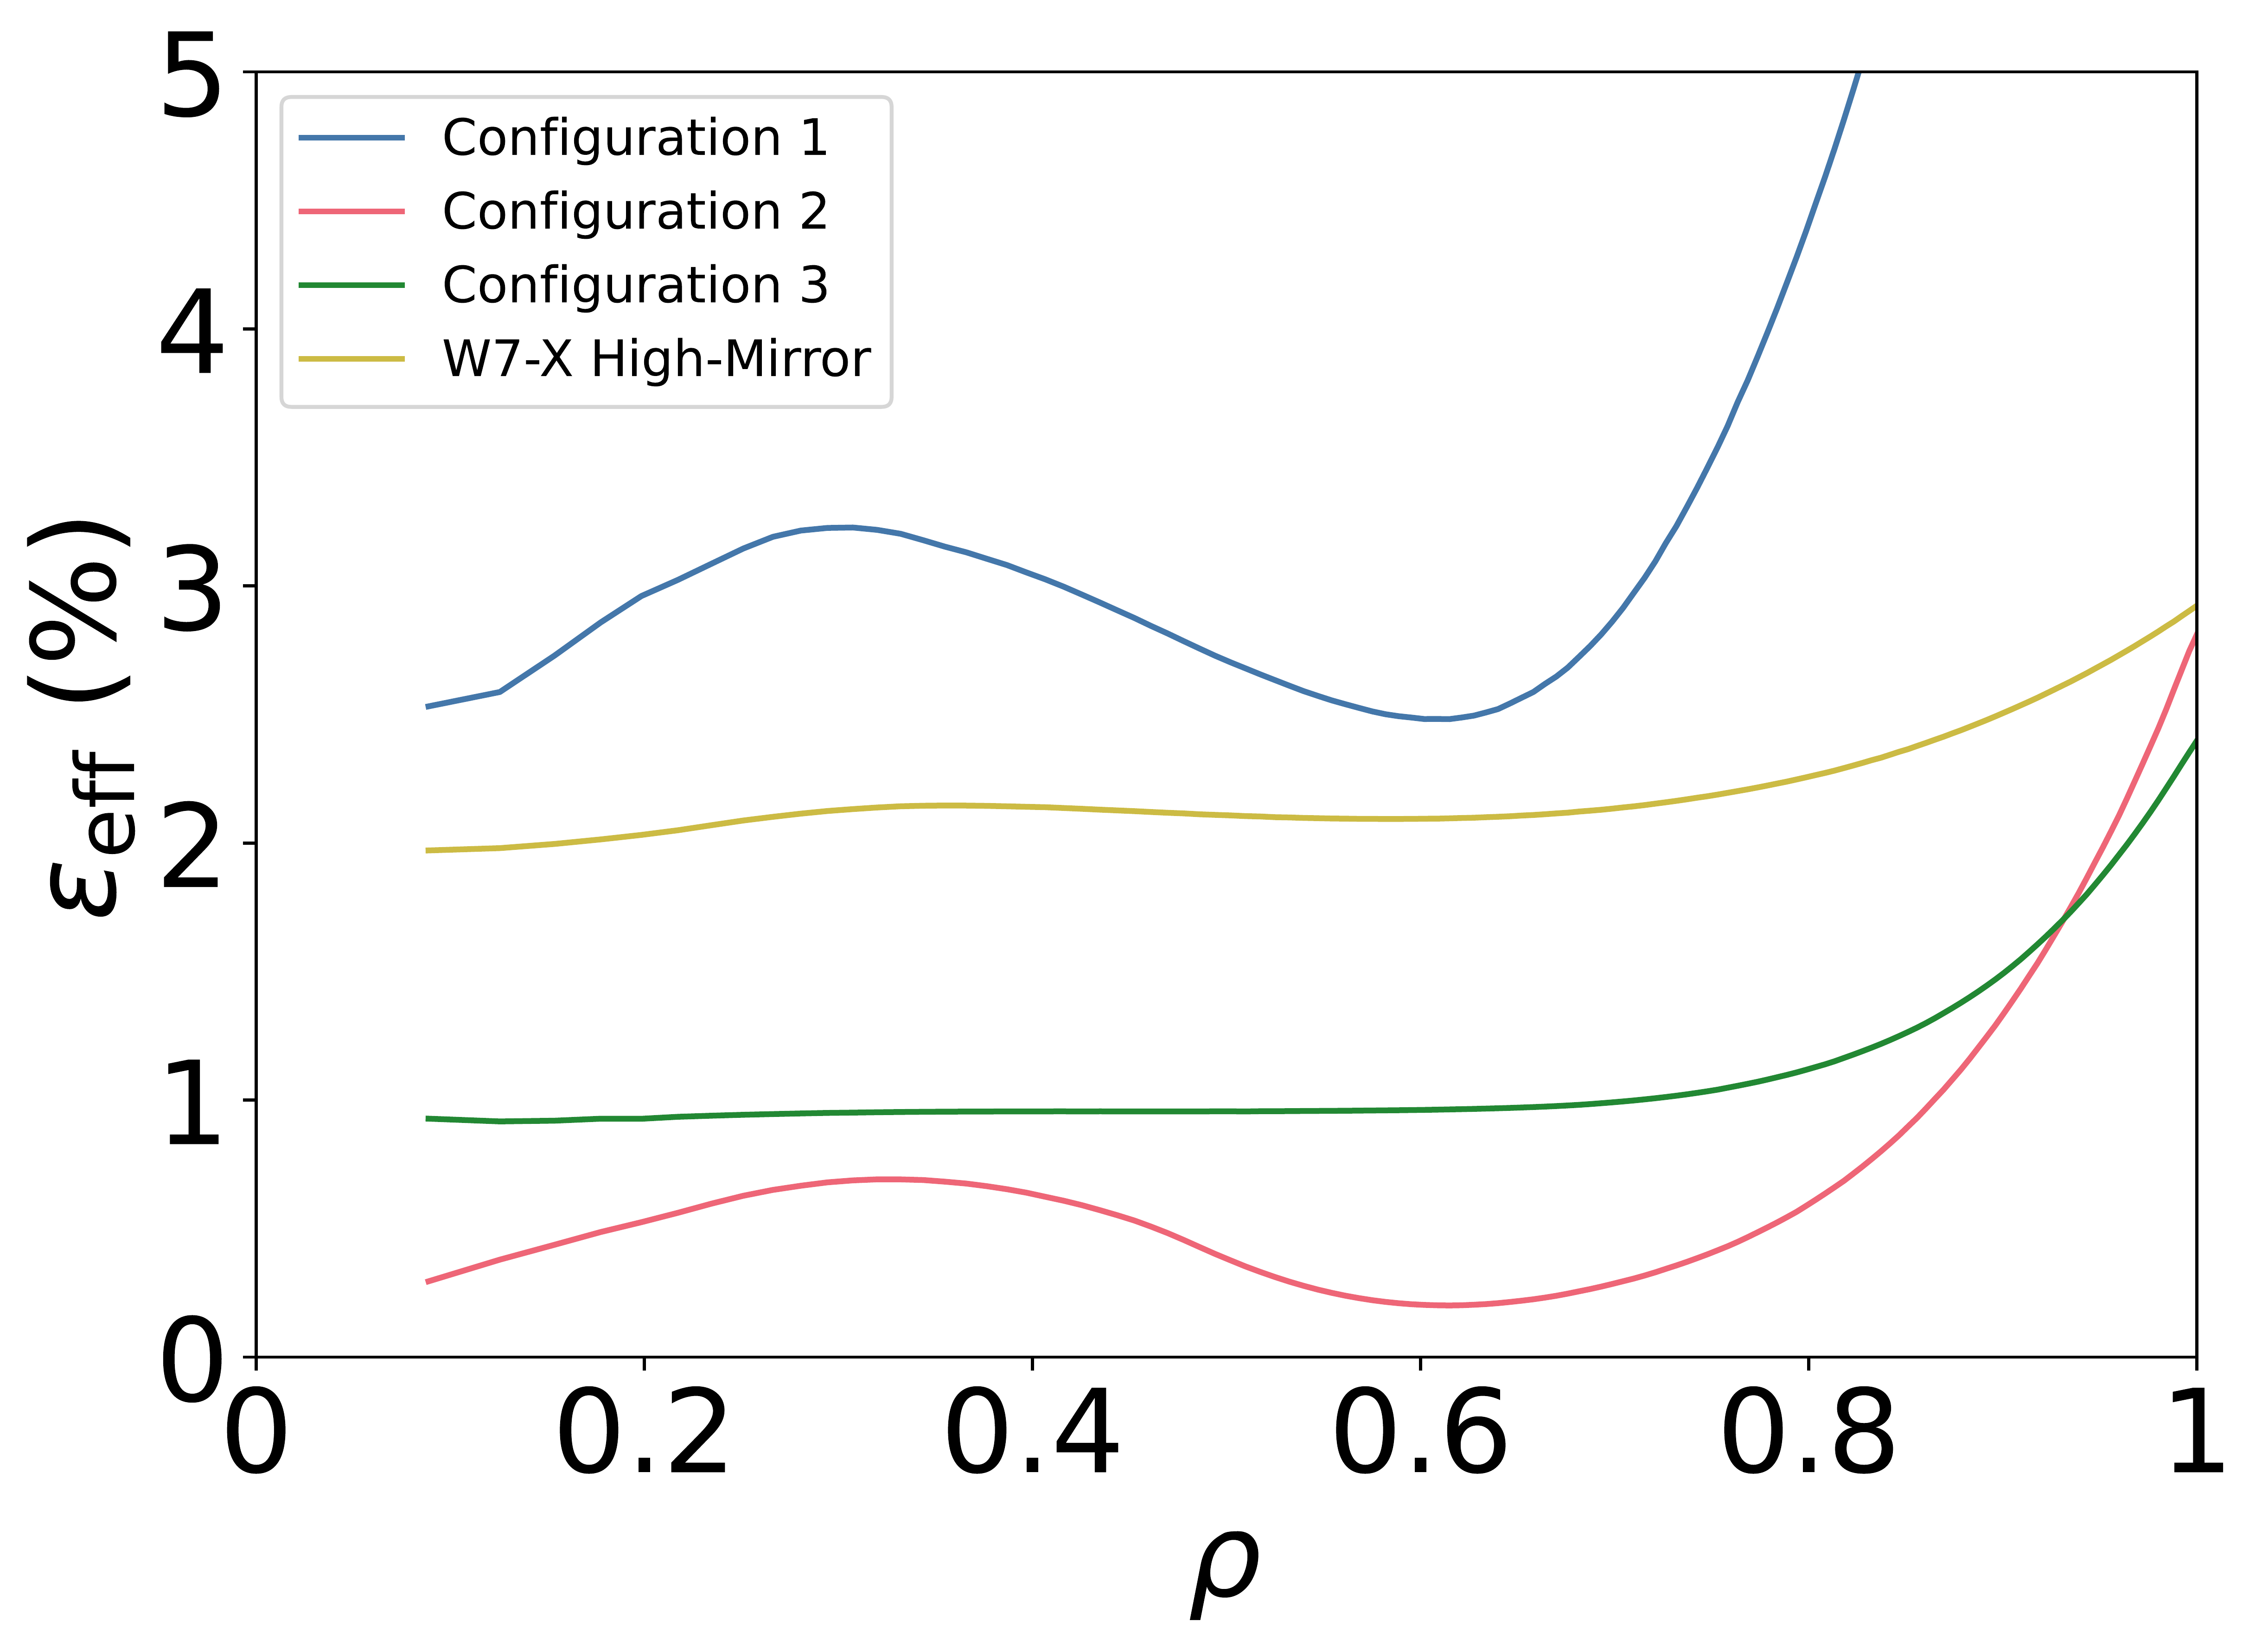 5
4
3
2
1
0
εeff (%)
Configuration 1
Configuration 2
Configuration 3
W7-X High-Mirror
0 0.2 0.4 0.6 0.8 1
ρ